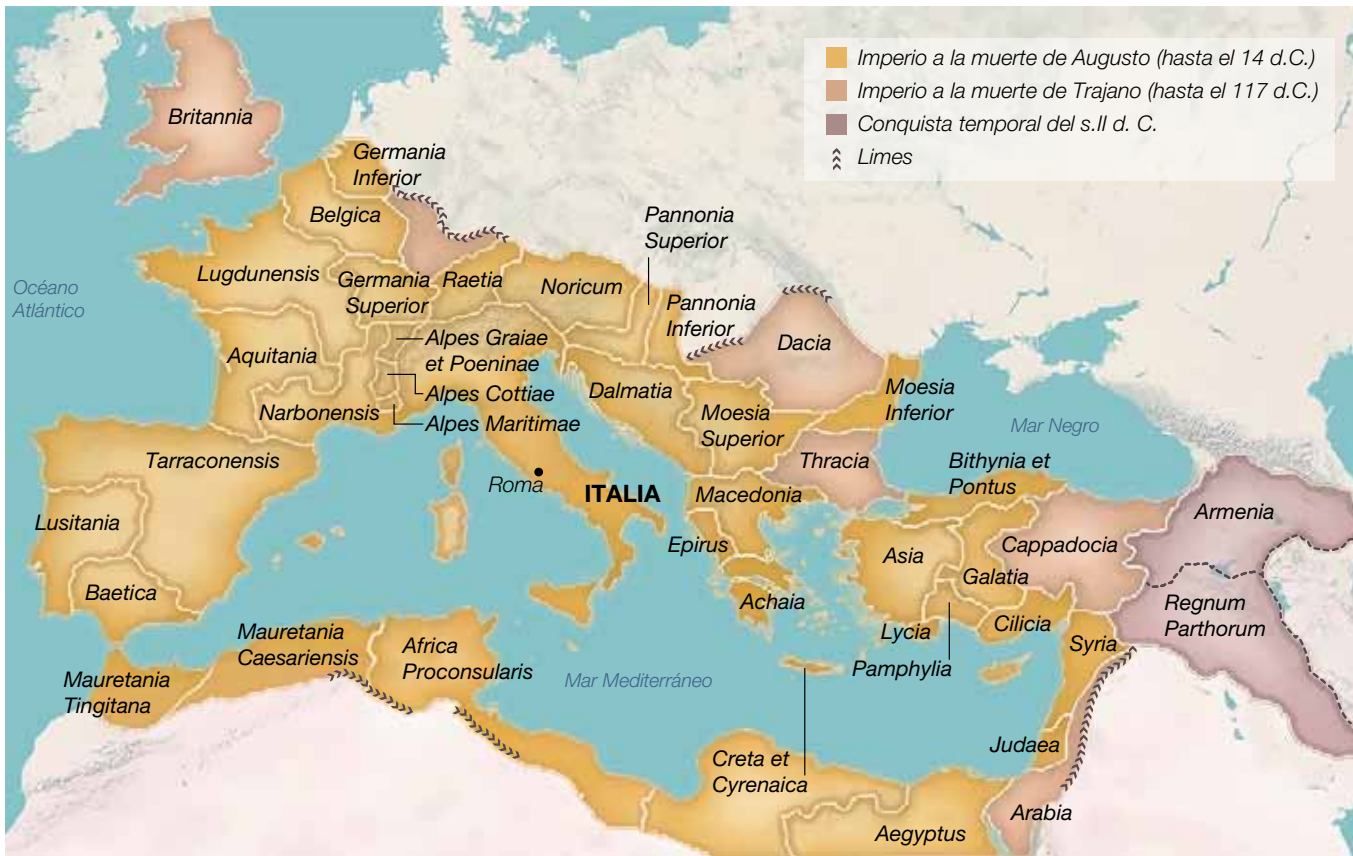 Imperio a la muerte de Augusto (hasta el 14 d.C.)
Imperio a la muerte de Trajano (hasta el 117 d.C.)
Conquista temporal del s.II d. C.
Limes
Britannia
Germania
Inferior
Belgica
Pannonia
Superior
Océano
Atlántico
Lugdunensis
Germania
Superior
Raetia
Noricum
Pannonia
Inferior
Dacia
Aquitania
Alpes Graiae
et Poeninae
Alpes Cottiae
Alpes Maritimae
Narbonensis
Dalmatia
Moesia
Superior
Moesia
Inferior
Mar Negro
Tarraconensis
Roma
ITALIA
Thracia
Macedonia
Bithynia et
Pontus
Armenia
Lusitania
Epirus
Asia
Galatia
Cappadocia
Baetica
Achaia
Regnum
Parthorum
Mauretania
Caesariensis
Africa
Proconsularis
Lycia
Pamphylia
Cilicia
Syria
Mauretania
Tingitana
Mar Mediterráneo
Creta et
Cyrenaica
Judaea
Aegyptus
Arabia